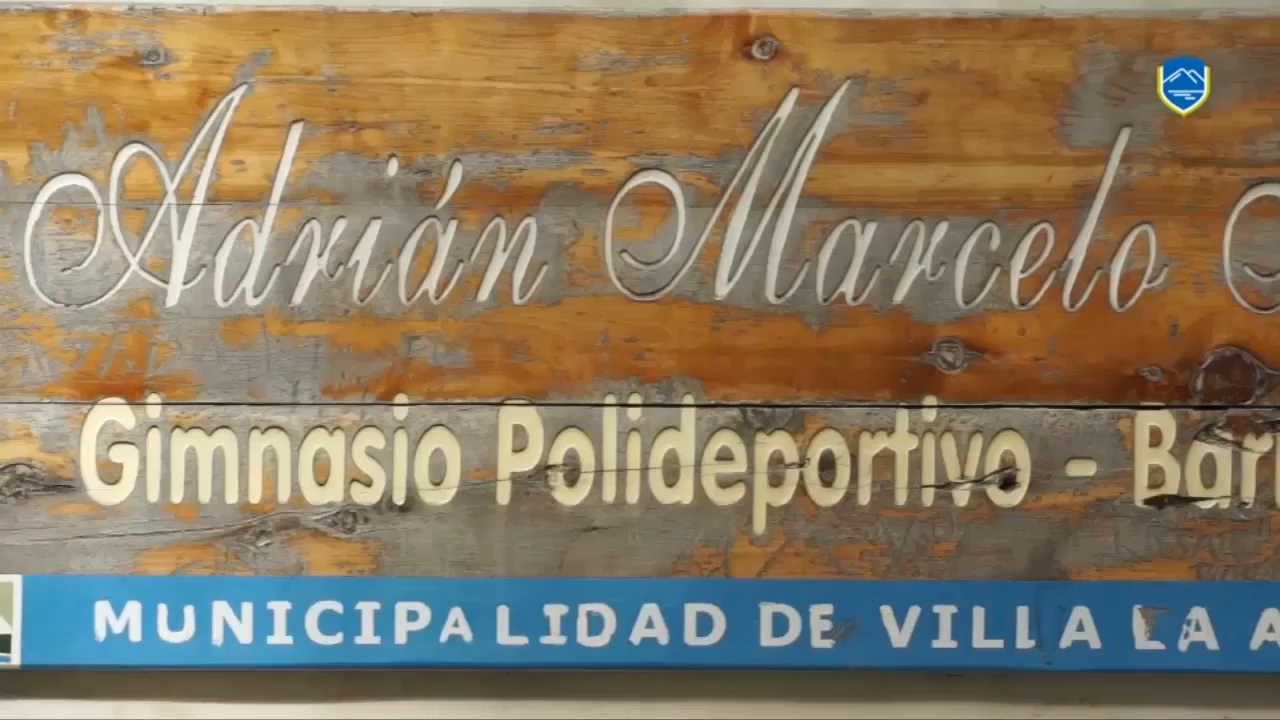 Adrián Marcelo
Gimnasio Polideportivo -
MUNICIPALIDAD DE VILLA LA